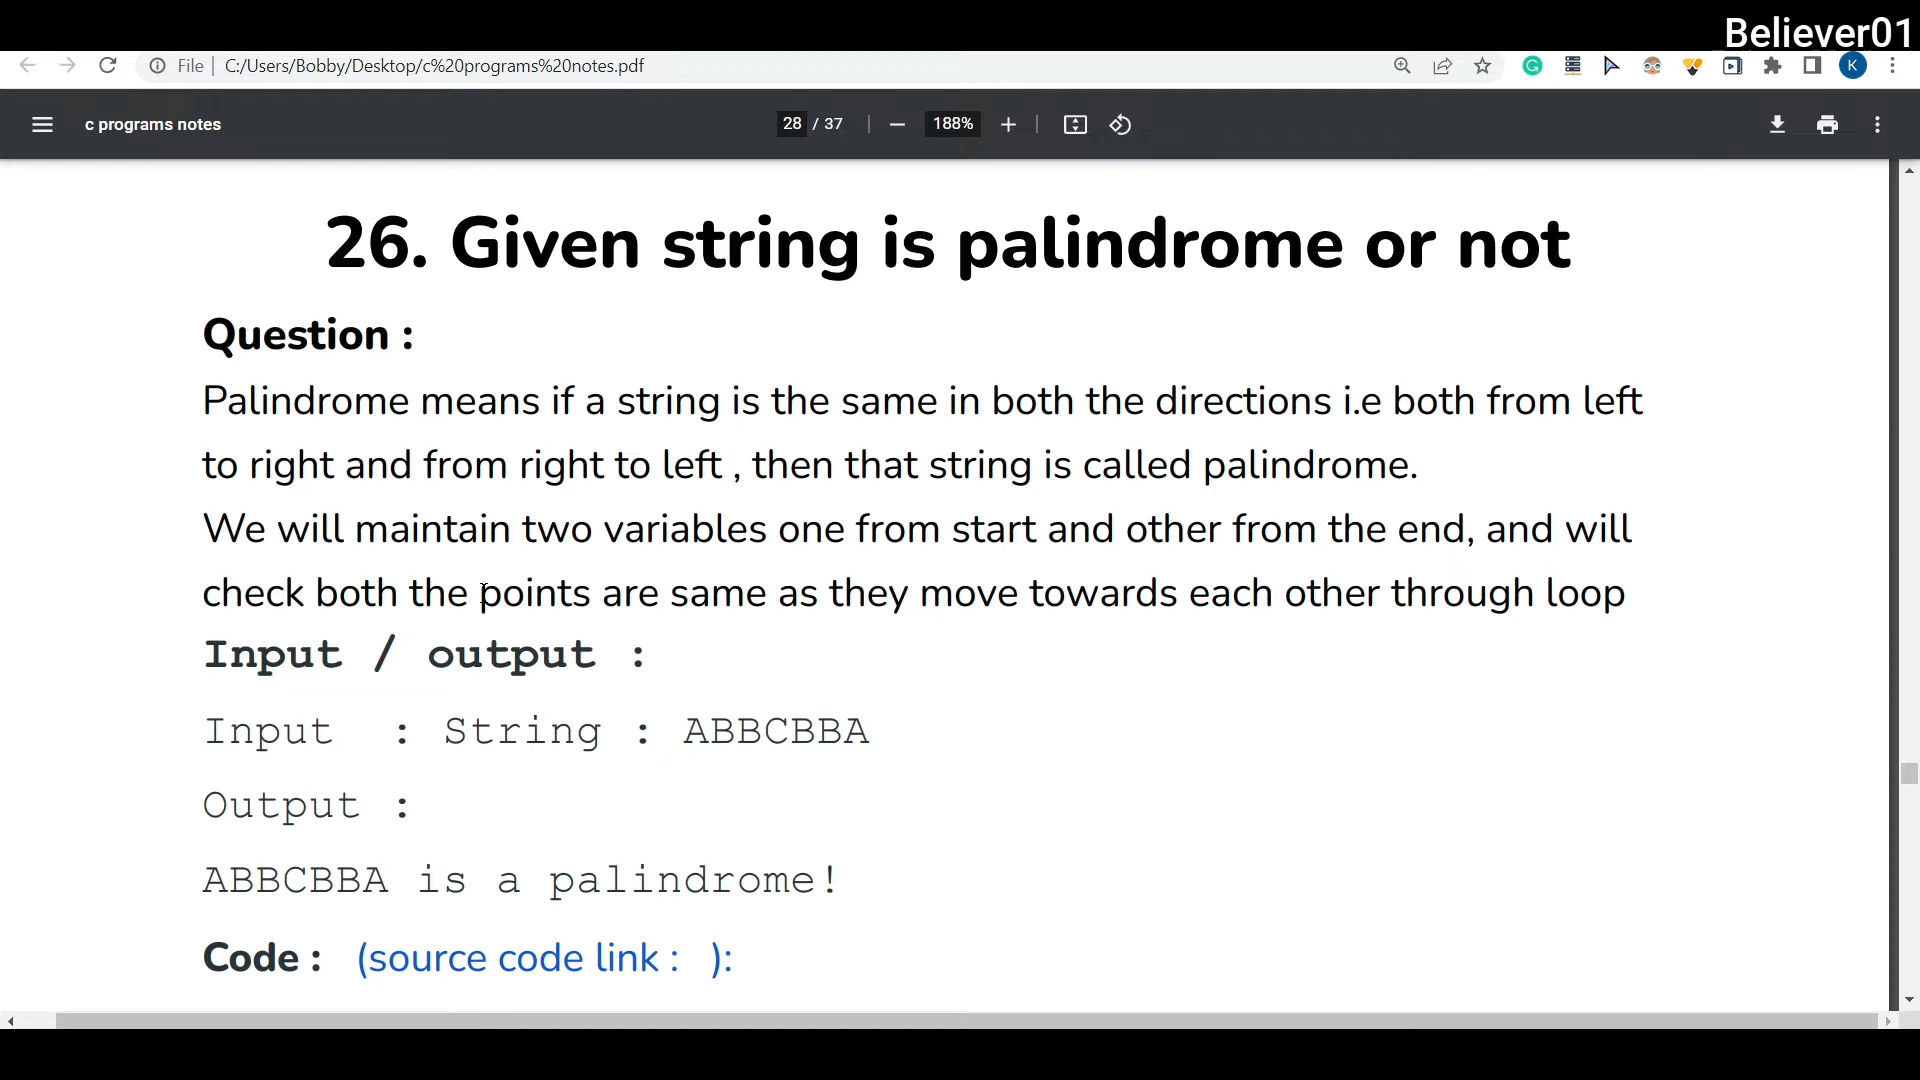 Believer01
File | C:/Users/Bobby/Desktop/c%20programs%20notes.pdf
K
c programs notes
28 / 37
188%
26. Given string is palindrome or not
Question :
Palindrome means if a string is the same in both the directions i.e both from left
to right and from right to left , then that string is called palindrome.
We will maintain two variables one from start and other from the end, and will
check both the points are same as they move towards each other through loop
Input / output :
Input : String : ABBCBBA
Output :
ABBCBBA is a palindrome!
Code : (source code link : ):